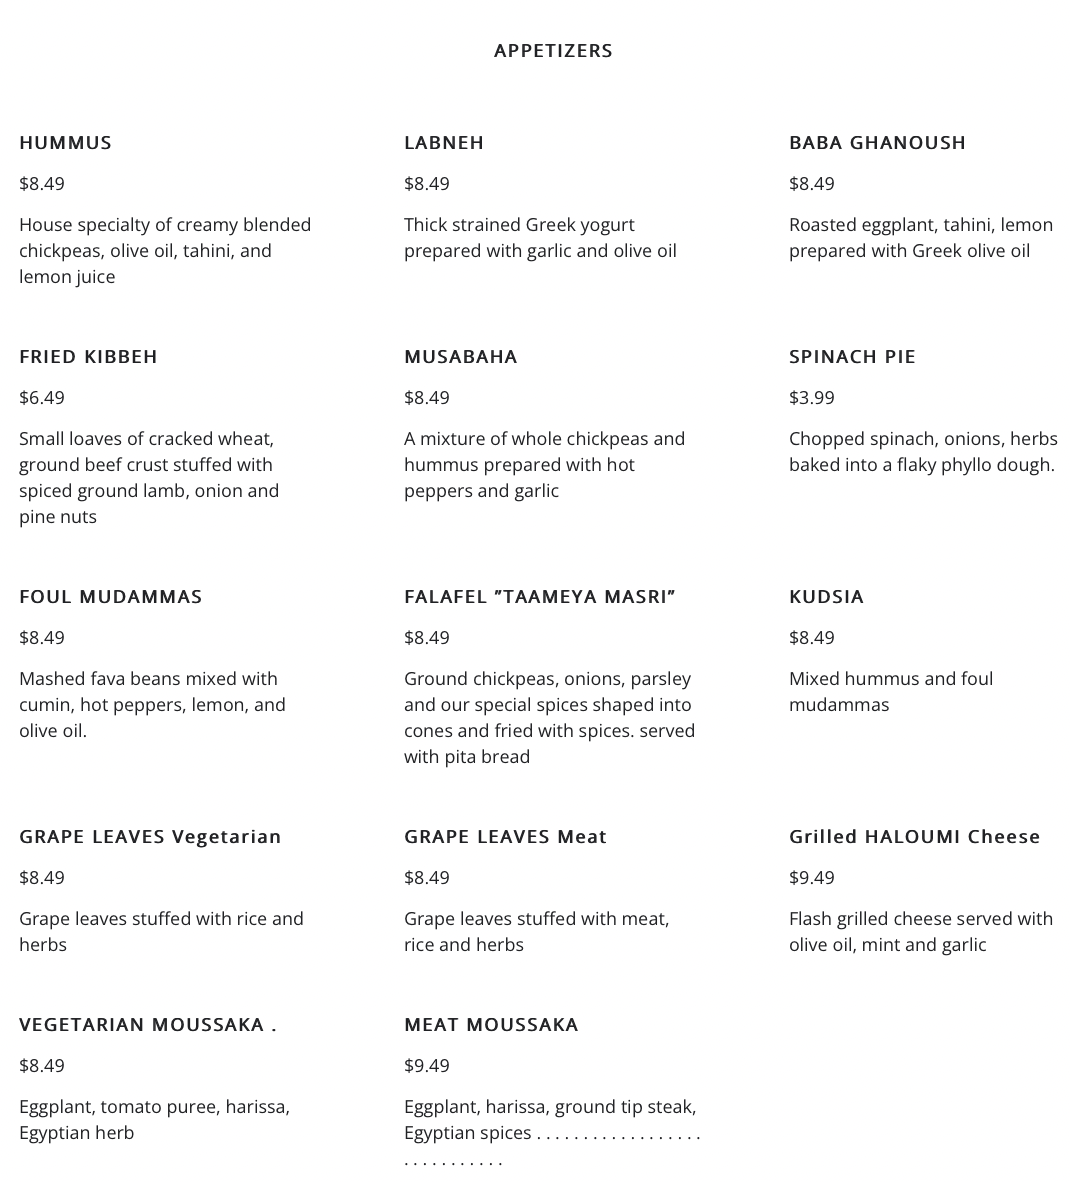 APPETIZERS
HUMMUS
$8.49
House specialty of creamy blended
chickpeas, olive oil, tahini, and
lemon juice
LABNEH
$8.49
Thick strained Greek yogurt
prepared with garlic and olive oil
BABA GHANOUSH
$8.49
Roasted eggplant, tahini, lemon
prepared with Greek olive oil
FRIED KIBBEH
$6.49
Small loaves of cracked wheat,
ground beef crust stuffed with
spiced ground lamb, onion and
pine nuts
MUSABAHA
$8.49
A mixture of whole chickpeas and
hummus prepared with hot
peppers and garlic
SPINACH PIE
$3.99
Chopped spinach, onions, herbs
baked into a flaky phyllo dough.
FOUL MUDAMMAS
$8.49
Mashed fava beans mixed with
cumin, hot peppers, lemon, and
olive oil.
FALAFEL ”TAAMEYA MASRI”
$8.49
Ground chickpeas, onions, parsley
and our special spices shaped into
cones and fried with spices. served
with pita bread
KUDSIA
$8.49
Mixed hummus and foul
mudammas
GRAPE LEAVES Vegetarian
$8.49
Grape leaves stuffed with rice and
herbs
GRAPE LEAVES Meat
$8.49
Grape leaves stuffed with meat,
rice and herbs
Grilled HALOUMI Cheese
$9.49
Flash grilled cheese served with
olive oil, mint and garlic
VEGETARIAN MOUSSAKA .
$8.49
Eggplant, tomato puree, harissa,
Egyptian herb
MEAT MOUSSAKA
$9.49
Eggplant, harissa, ground tip steak,
Egyptian spices . . . . . . . . . . . . . . . . . .
. . . . . . . . . . .